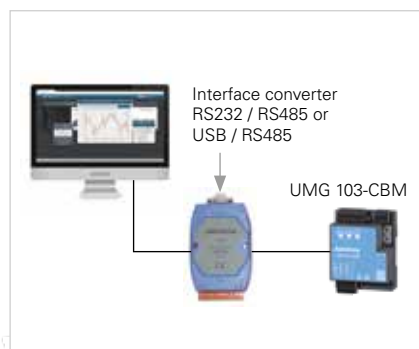 Interface converter
RS232 / RS485 or
USB / RS485
UMG 103-CBM